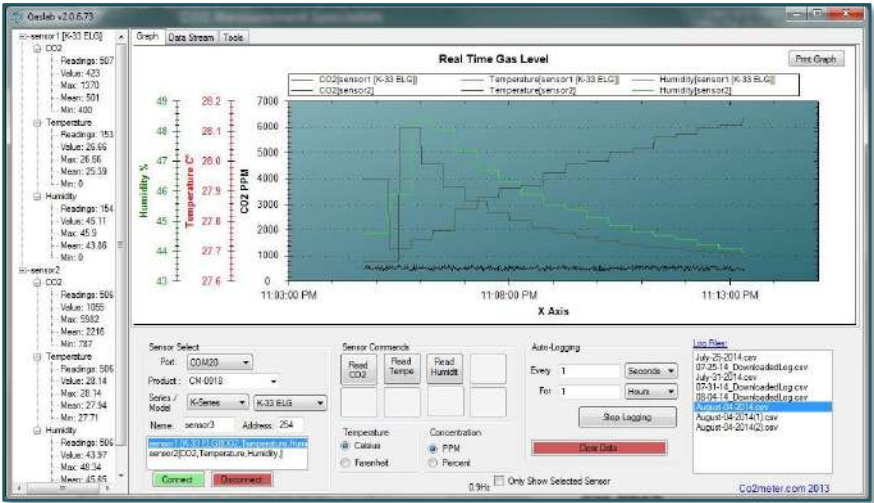 Gaslab v2.0.6.73
sensor1 [K-33 ELG]
CO2
Readings: 507
Value: 423
Max: 1370
Mean: 501
Min: 400
Temperature
Readings: 153
Value: 26.66
Max: 26.66
Mean: 25.39
Min: 0
Humidity
Readings: 154
Value: 45.11
Max: 45.9
Mean: 43.86
Min: 0
sensor2
CO2
Readings: 506
Value: 1055
Max: 5982
Mean: 2216
Min: 787
Temperature
Readings: 506
Value: 28.14
Max: 28.14
Mean: 27.94
Min: 27.71
Humidity
Readings: 506
Value: 43.97
Max: 48.34
Mean: 45.65
Graph Data Stream Tools
Real Time Gas Level
Print Graph
CO2[sensor1 [K-33 ELG]] Temperature[sensor1 [K-33 ELG]] Humidity[sensor1 [K-33 ELG]]
CO2[sensor2] Temperature[sensor2] Humidity[sensor2]
49 28.2 7000
48 28.1 6000
5000
47 28.0
4000
46 27.9
3000
45 27.8
2000
44 27.7 1000
43 27.6 0
Humidity %
Temperature C°
CO2 PPM
11:03:00 PM 11:08:00 PM 11:13:00 PM
X Axis
Sensor Select
Port: COM20
Product: CM-0018
Series / Model K-Series K-33 ELG
Name: sensor3 Address: 254
sensor1 [K-33 ELG][CO2,Temperature,Humi
sensor2[CO2,Temperature,Humidity,]
Connect Disconnect
Sensor Commands
Read CO2 Read Tempe Read Humidit
Temperature
Celsius
Farenheit
Concentration
PPM
Percent
0.9Hz Only Show Selected Sensor
Auto-Logging
Every 1 Seconds
For 1 Hours
Stop Logging
Clear Data
Log Files:
July-25-2014.csv
07-25-14_DownloadedLog.csv
July-31-2014.csv
07-31-14_DownloadedLog.csv
08-04-14_DownloadedLog.csv
August-04-2014.csv
August-04-2014(1).csv
August-04-2014(2).csv
Co2meter.com 2013